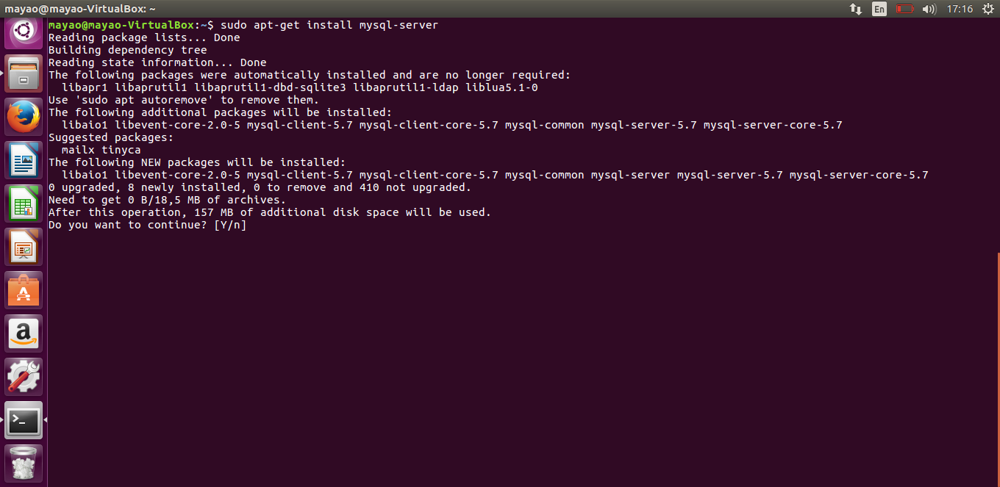 mayao@mayao-VirtualBox: ~
En
17:16
mayao@mayao-VirtualBox:~$ sudo apt-get install mysql-server
Reading package lists... Done
Building dependency tree
Reading state information... Done
The following packages were automatically installed and are no longer required:
  libapr1 libaprutil1 libaprutil1-dbd-sqlite3 libaprutil1-ldap liblua5.1-0
Use 'sudo apt autoremove' to remove them.
The following additional packages will be installed:
  libaio1 libevent-core-2.0-5 mysql-client-5.7 mysql-client-core-5.7 mysql-common mysql-server-5.7 mysql-server-core-5.7
Suggested packages:
  mailx tinyca
The following NEW packages will be installed:
  libaio1 libevent-core-2.0-5 mysql-client-5.7 mysql-client-core-5.7 mysql-common mysql-server mysql-server-5.7 mysql-server-core-5.7
0 upgraded, 8 newly installed, 0 to remove and 410 not upgraded.
Need to get 0 B/18,5 MB of archives.
After this operation, 157 MB of additional disk space will be used.
Do you want to continue? [Y/n]